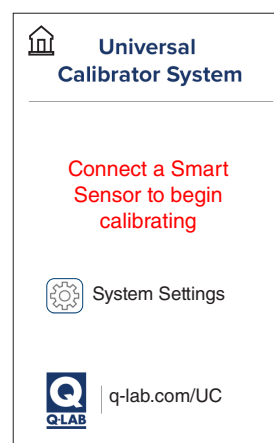 Universal
Calibrator System
Connect a Smart
Sensor to begin
calibrating
System Settings
Q
Q-LAB
q-lab.com/UC